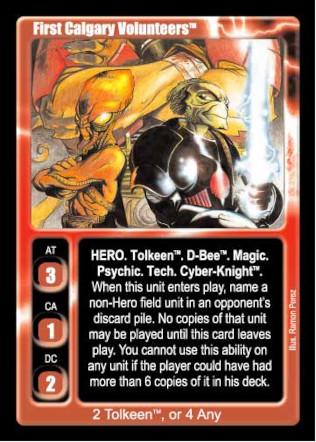 First Calgary Volunteers™
AT
3
CA
1
DC
2
HERO. Tolkeen™. D-Bee™. Magic.
Psychic. Tech. Cyber-Knight™.
When this unit enters play, name a
non-Hero field unit in an opponent's
discard pile. No copies of that unit
may be played until this card leaves
play. You cannot use this ability on
any unit if the player could have had
more than 6 copies of it in his deck.
Illus. Ramon Perez
2 Tolkeen™, or 4 Any